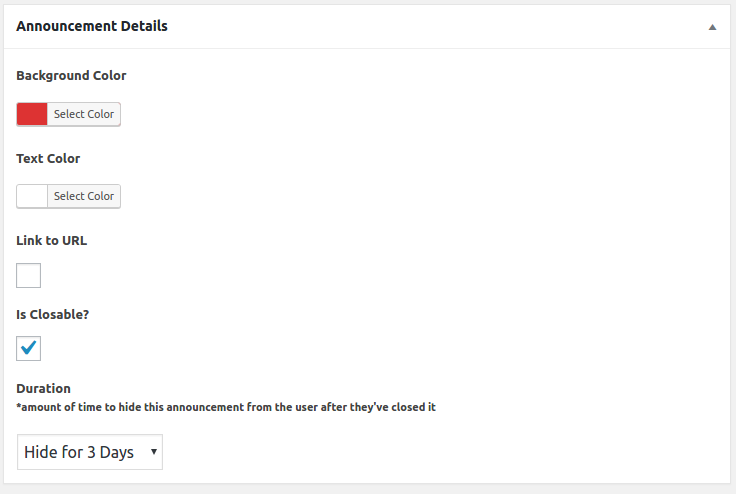 Announcement Details
Background Color
Select Color
Text Color
Select Color
Link to URL
Is Closable?
Duration
*amount of time to hide this announcement from the user after they've closed it
Hide for 3 Days